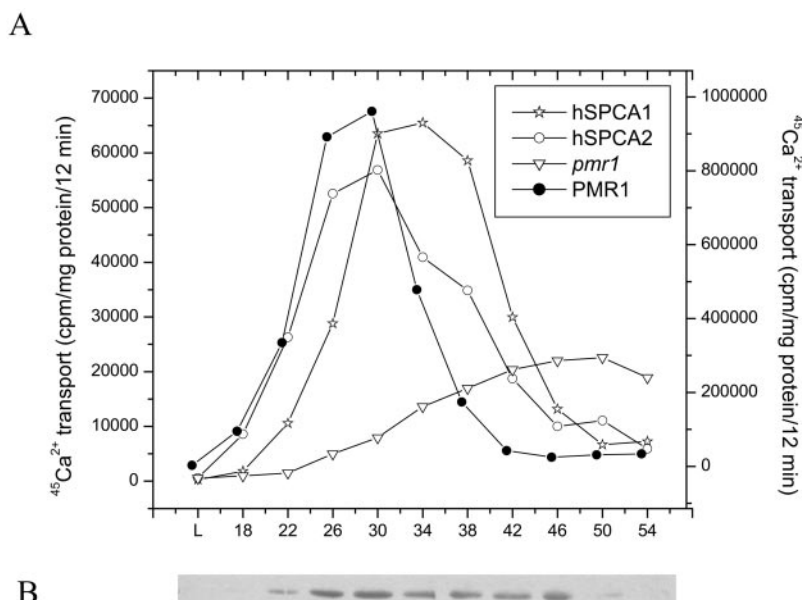 A
70000
60000
50000
40000
30000
20000
10000
0
⁴⁵Ca²⁺ transport (cpm/mg protein/12 min)
hSPCA1
hSPCA2
pmr1
PMR1
1000000
800000
600000
400000
200000
0
⁴⁵Ca²⁺ transport (cpm/mg protein/12 min)
L 18 22 26 30 34 38 42 46 50 54
B